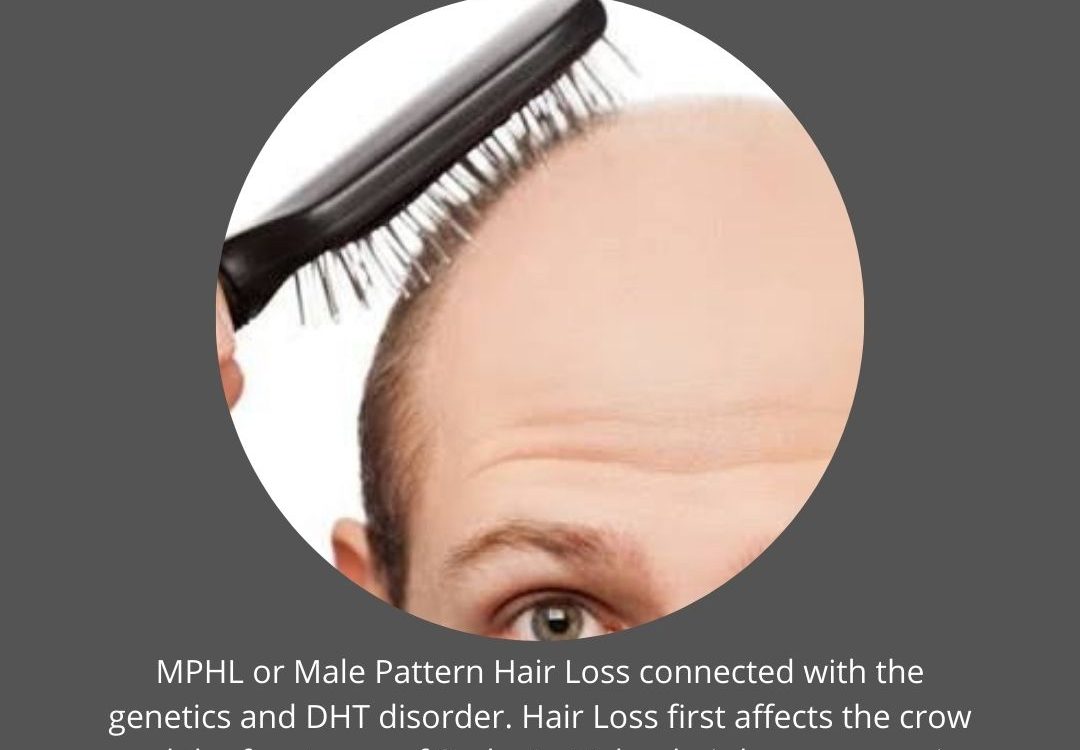 MPHL or Male Pattern Hair Loss connected with the
genetics and DHT disorder. Hair Loss first affects the crow